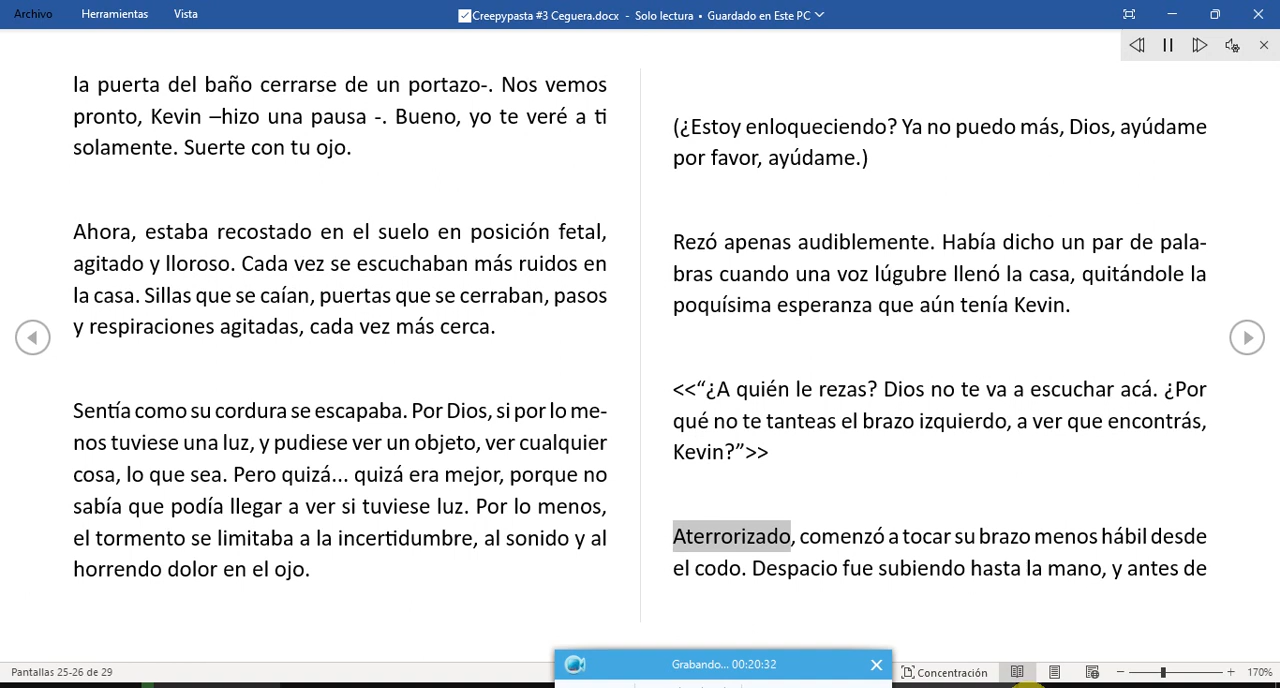 Archivo Herramientas Vista
Creepypasta #3 Ceguera.docx - Solo lectura • Guardado en Este PC
la puerta del baño cerrarse de un portazo-. Nos vemos
pronto, Kevin –hizo una pausa -. Bueno, yo te veré a ti
solamente. Suerte con tu ojo.
Ahora, estaba recostado en el suelo en posición fetal,
agitado y lloroso. Cada vez se escuchaban más ruidos en
la casa. Sillas que se caían, puertas que se cerraban, pasos
y respiraciones agitadas, cada vez más cerca.
Sentía como su cordura se escapaba. Por Dios, si por lo me-
nos tuviese una luz, y pudiese ver un objeto, ver cualquier
cosa, lo que sea. Pero quizá... quizá era mejor, porque no
sabía que podía llegar a ver si tuviese luz. Por lo menos,
el tormento se limitaba a la incertidumbre, al sonido y al
horrendo dolor en el ojo.
(¿Estoy enloqueciendo? Ya no puedo más, Dios, ayúdame
por favor, ayúdame.)
Rezó apenas audiblemente. Había dicho un par de pala-
bras cuando una voz lúgubre llenó la casa, quitándole la
poquísima esperanza que aún tenía Kevin.
<<“¿A quién le rezas? Dios no te va a escuchar acá. ¿Por
qué no te tanteas el brazo izquierdo, a ver que encontrás,
Kevin?”>>
Aterrorizado, comenzó a tocar su brazo menos hábil desde
el codo. Despacio fue subiendo hasta la mano, y antes de
Pantallas 25-26 de 29
Grabando... 00:20:32
Concentración
170%